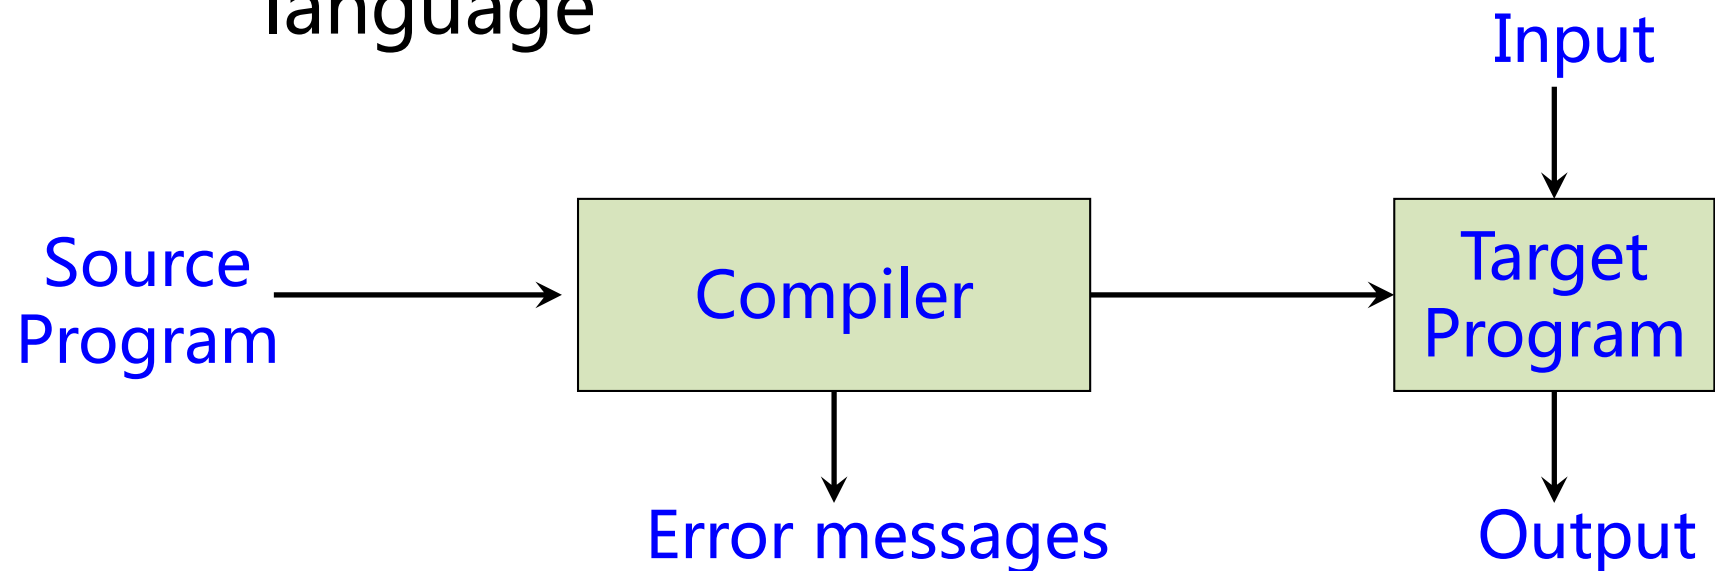 language
Input
Source
Program
Compiler
Target
Program
Error messages
Output